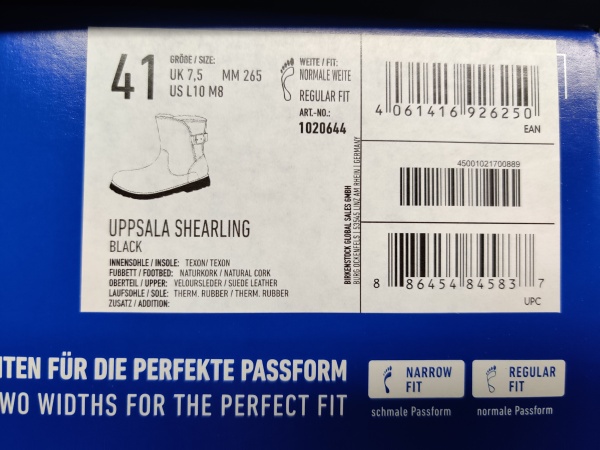 41
GRÖßE / SIZE:
UK 7,5 MM 265
US L10 M8
WEITE / FIT:
NORMALE WEITE
REGULAR FIT
ART.-NO.:
1020644
UPPSALA SHEARLING
BLACK
INNENSOHLE / INSOLE: TEXON/ TEXON
FUßBETT / FOOTBED: NATURKORK / NATURAL CORK
OBERTEIL / UPPER: VELOURSLEDER / SUEDE LEATHER
LAUFSOHLE / SOLE: THERM. RUBBER / THERM. RUBBER
ZUSATZ / ADDITION:
BIRKENSTOCK GLOBAL SALES GMBH
BURG OCKENFELS | 53545 LINZ AM RHEIN | GERMANY
4 061416 926250
EAN
45001021700889
8 86454 84583 7
UPC
ITEN FÜR DIE PERFEKTE PASSFORM
WO WIDTHS FOR THE PERFECT FIT
NARROW
FIT
schmale Passform
REGULAR
FIT
normale Passform